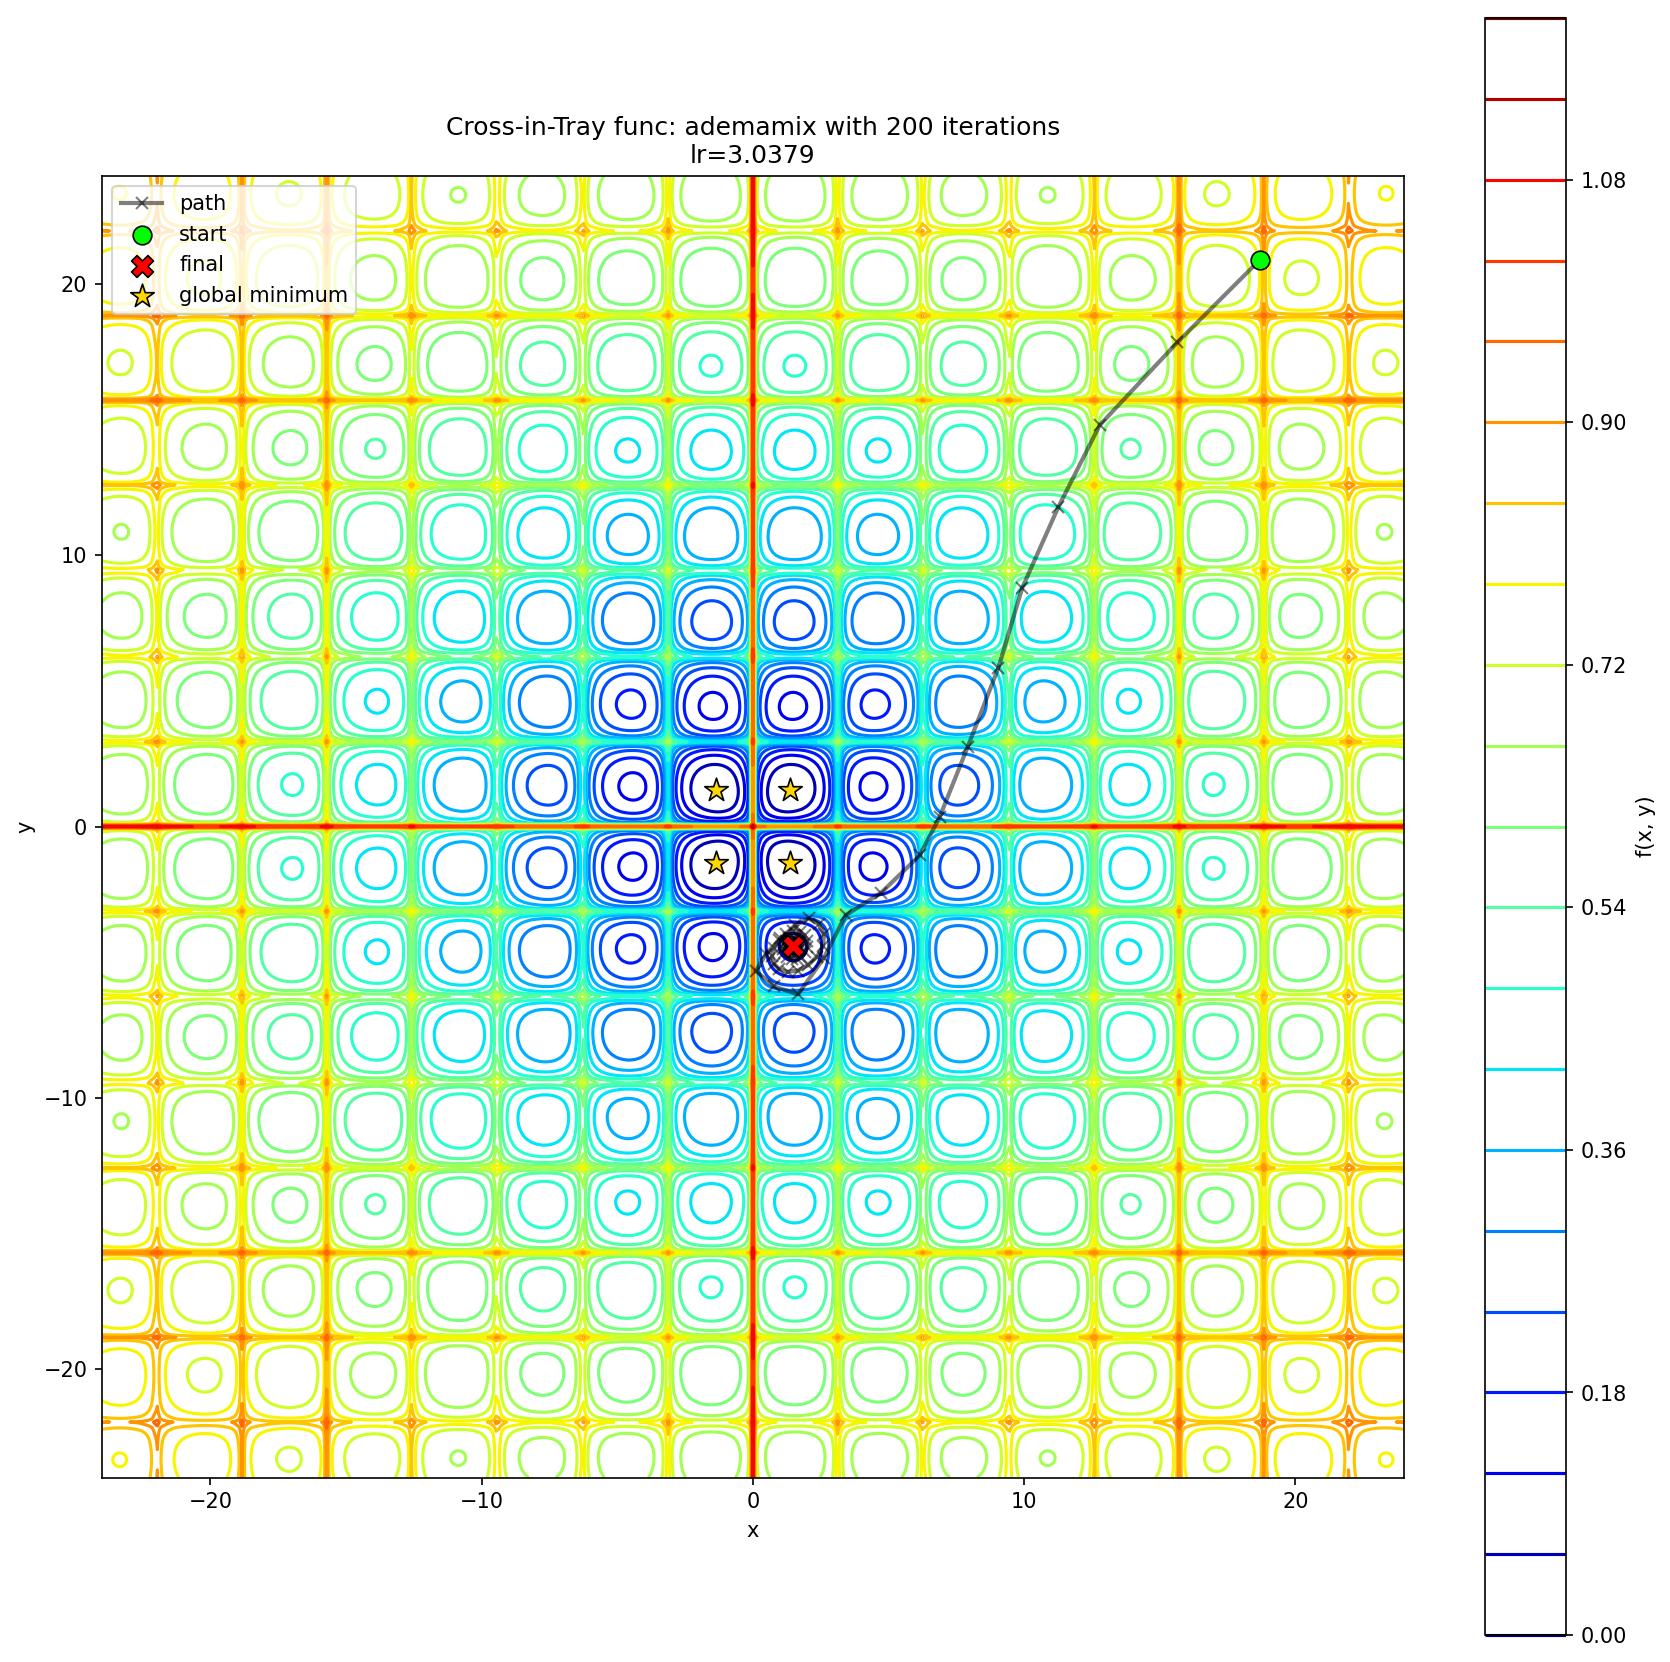 Cross-in-Tray func: ademamix with 200 iterations
lr=3.0379
path
start
final
global minimum
20
10
0
−10
−20
y
−20
−10
0
10
20
x
1.08
0.90
0.72
0.54
0.36
0.18
0.00
f(x, y)